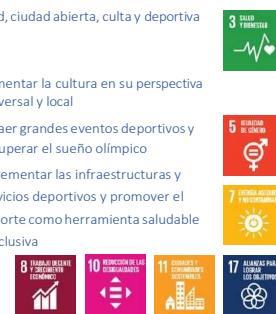 d, ciudad abierta, culta y deportiva
3 SALUD Y BIENESTAR
mentar la cultura en su perspectiva
versal y local
aer grandes eventos deportivos y
uperar el sueño olímpico
5 IGUALDAD DE GÉNERO
rementar las infraestructuras y
vicios deportivos y promover el
orte como herramienta saludable
clusiva
7 ENERGÍA ASEQUIBLE Y NO CONTAMINANTE
8 TRABAJO DECENTE Y CRECIMIENTO ECONÓMICO
10 REDUCCIÓN DE LAS DESIGUALDADES
11 CIUDADES Y COMUNIDADES SOSTENIBLES
17 ALIANZAS PARA LOGRAR LOS OBJETIVOS